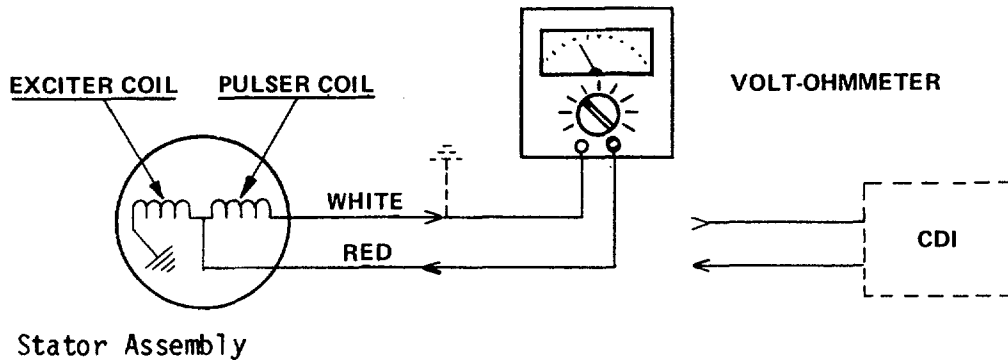 EXCITER COIL
PULSER COIL
VOLT-OHMMETER
WHITE
RED
CDI
Stator Assembly